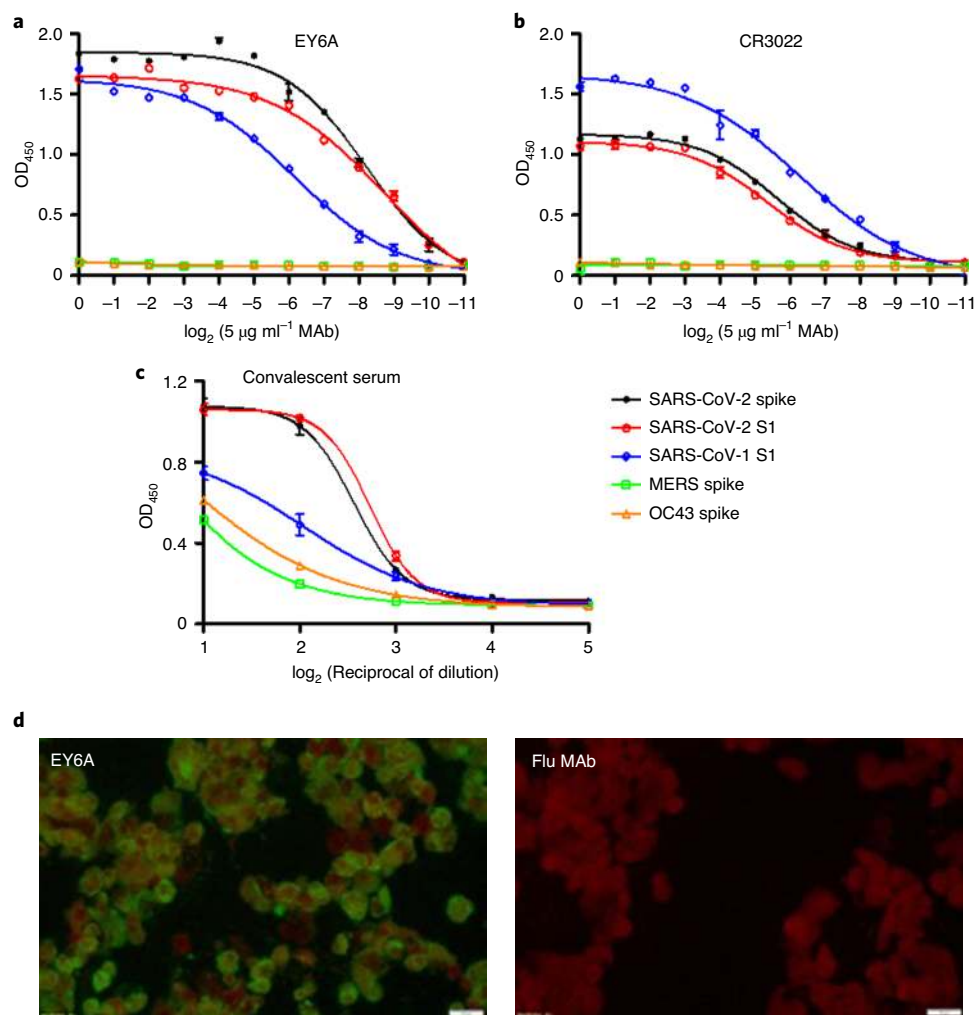 a
EY6A
2.0
1.5
1.0
0.5
0
OD450
0 –1 –2 –3 –4 –5 –6 –7 –8 –9 –10 –11
log2 (5 μg ml–1 MAb)
b
CR3022
2.0
1.5
1.0
0.5
0
OD450
0 –1 –2 –3 –4 –5 –6 –7 –8 –9 –10 –11
log2 (5 μg ml–1 MAb)
c
Convalescent serum
1.2
0.8
0.4
0
OD450
1 2 3 4 5
log2 (Reciprocal of dilution)
SARS-CoV-2 spike
SARS-CoV-2 S1
SARS-CoV-1 S1
MERS spike
OC43 spike
d
EY6A
Flu MAb